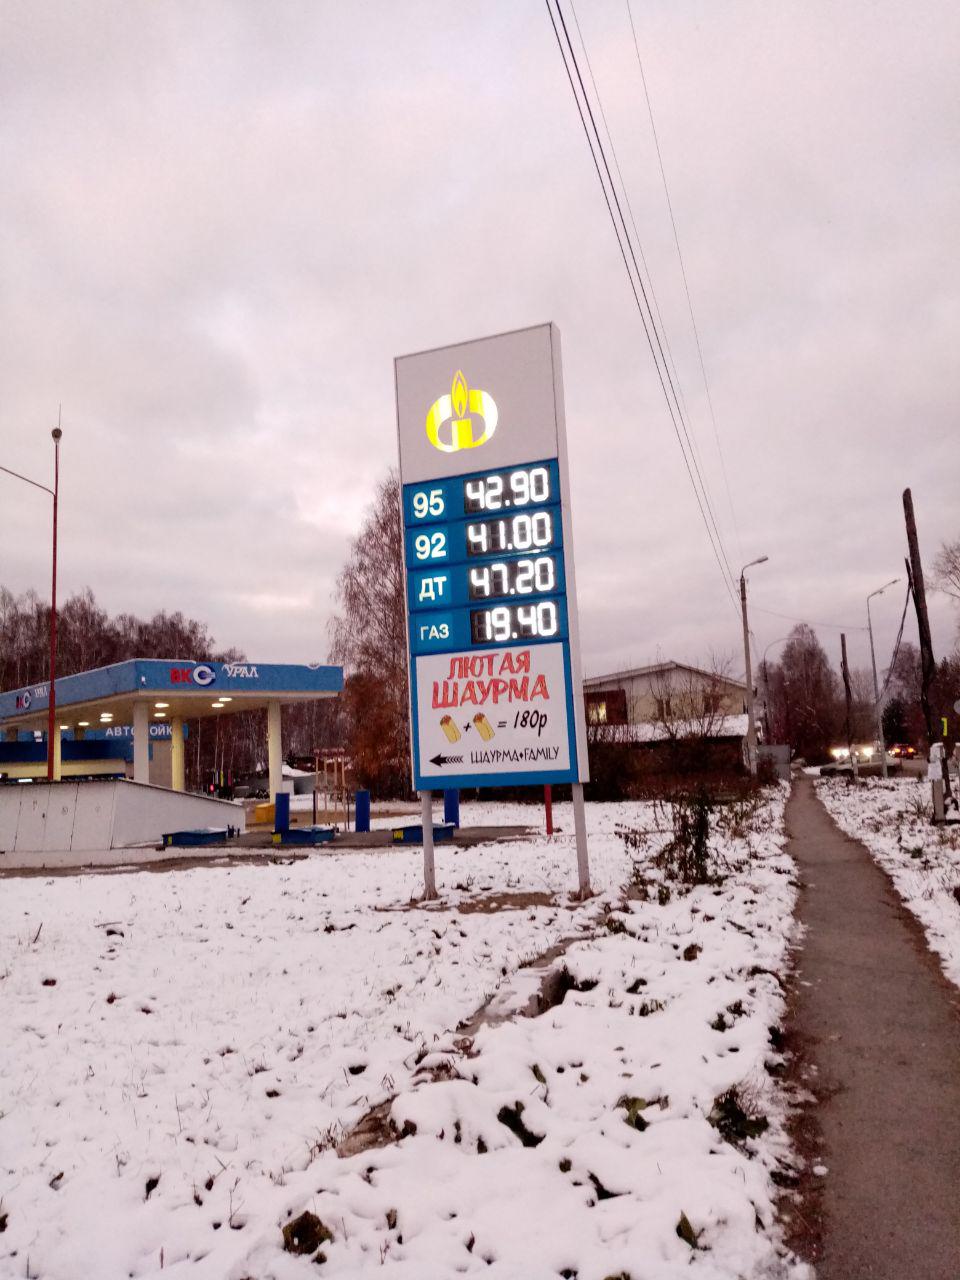 95 42.90
92 41.00
ДТ 47.20
ГАЗ 19.40
ЛЮТАЯ
ШАУРМА
+ = 180р
ШАУРМА+FAMILY
ВКС УРАЛ
АВТОМОЙКА